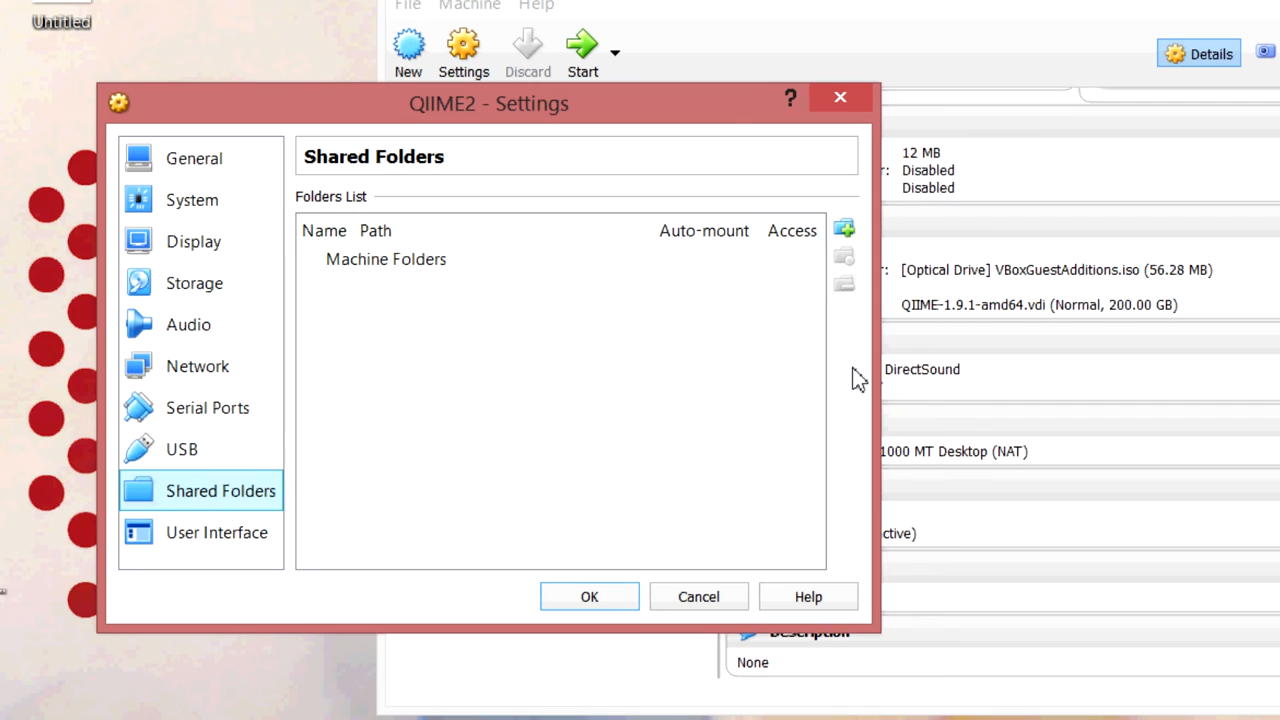 Untitled
File Machine Help
New Settings Discard Start
Details
QIIME2 - Settings
?
General
System
Display
Storage
Audio
Network
Serial Ports
USB
Shared Folders
User Interface
Shared Folders
Folders List
Name Path Auto-mount Access
Machine Folders
OK Cancel Help
12 MB
r: Disabled
Disabled
r: [Optical Drive] VBoxGuestAdditions.iso (56.28 MB)
QIIME-1.9.1-amd64.vdi (Normal, 200.00 GB)
DirectSound
1000 MT Desktop (NAT)
ctive)
Description
None